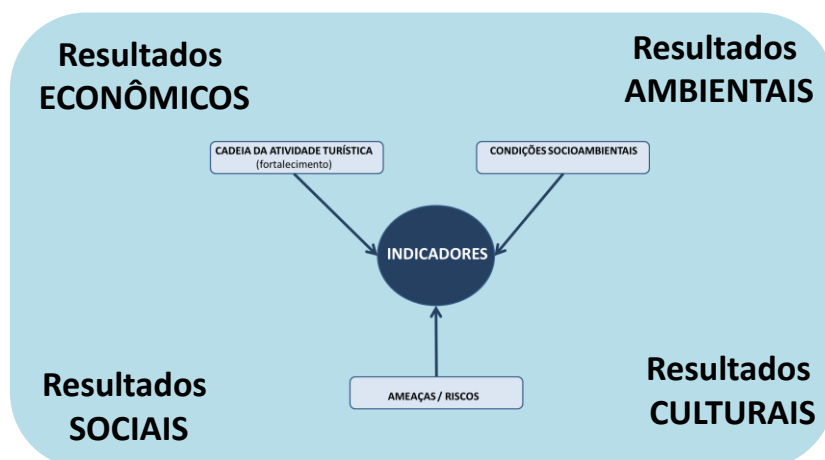 Resultados
ECONÔMICOS
Resultados
AMBIENTAIS
CADEIA DA ATIVIDADE TURÍSTICA
(fortalecimento)
CONDIÇÕES SOCIOAMBIENTAIS
INDICADORES
Resultados
SOCIAIS
AMEAÇAS / RISCOS
Resultados
CULTURAIS